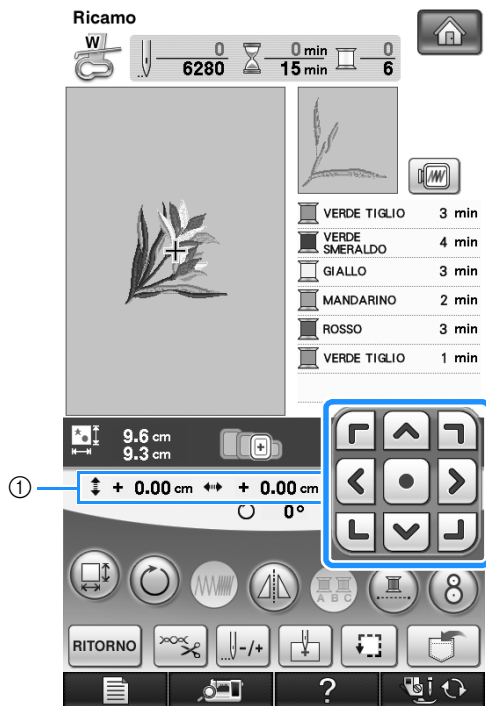 Ricamo
W
0
6280
0 min
15 min
0
6
VERDE TIGLIO 3 min
VERDE
SMERALDO 4 min
GIALLO 3 min
MANDARINO 2 min
ROSSO 3 min
VERDE TIGLIO 1 min
9.6 cm
9.3 cm
① + 0.00 cm + 0.00 cm
0°
A B C
8
RITORNO
-/+
?